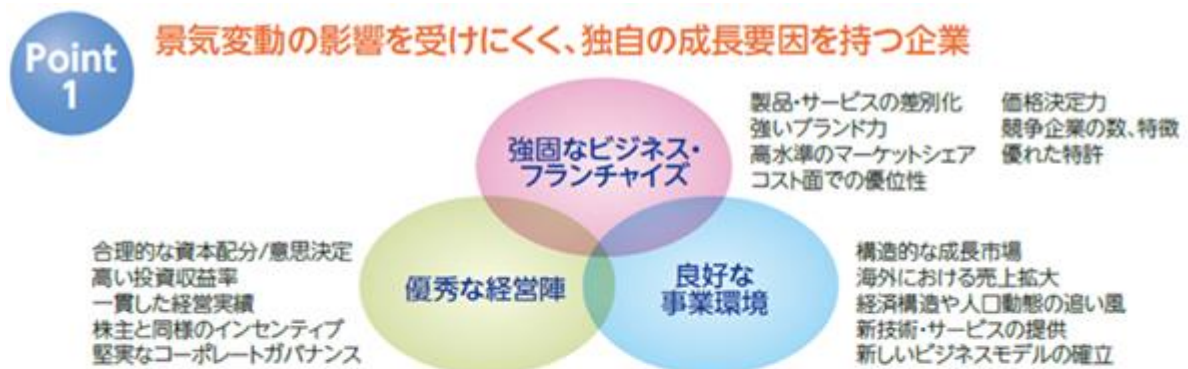 Point
1
景気変動の影響を受けにくく、独自の成長要因を持つ企業
強固なビジネス・
フランチャイズ
製品・サービスの差別化
強いブランド力
高水準のマーケットシェア
コスト面での優位性
価格決定力
競争企業の数、特徴
優れた特許
合理的な資本配分/意思決定
高い投資収益率
一貫した経営実績
株主と同様のインセンティブ
堅実なコーポレートガバナンス
優秀な経営陣
良好な
事業環境
構造的な成長市場
海外における売上拡大
経済構造や人口動態の追い風
新技術・サービスの提供
新しいビジネスモデルの確立